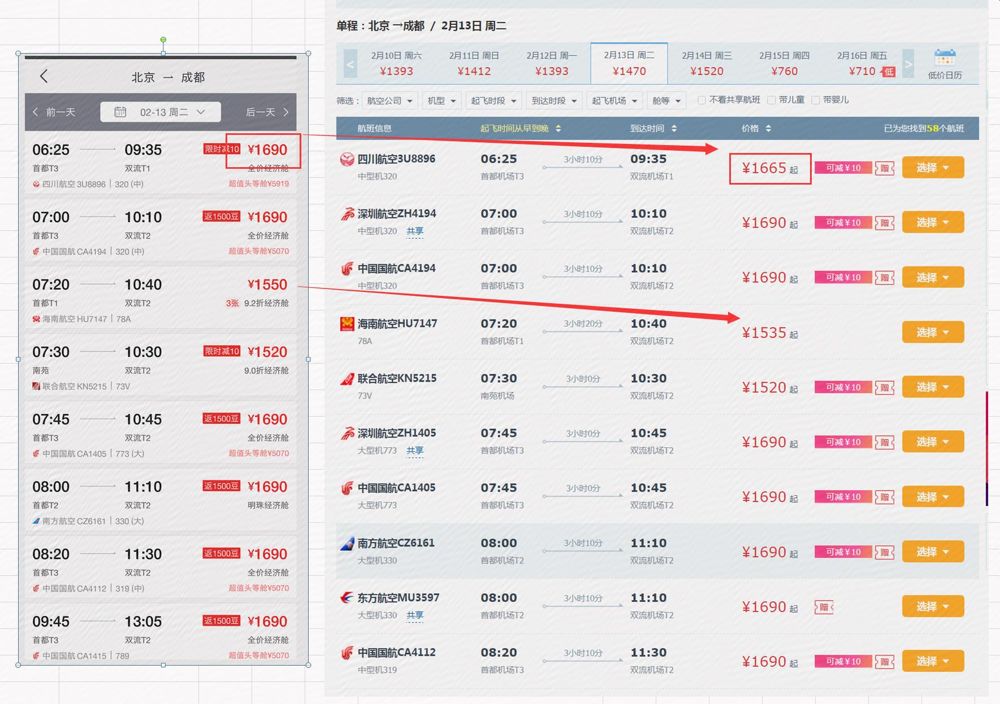 北京 → 成都
前一天
02-13 周二
后一天
06:25
09:35
限时减10
¥1690
首都T3
双流T1
全价经济舱
四川航空 3U8896 | 320 (中)
超值头等舱¥5919
07:00
10:10
返1500豆
¥1690
首都T3
双流T2
全价经济舱
中国国航 CA4194 | 320 (中)
超值头等舱¥5070
07:20
10:40
¥1550
首都T1
双流T2
3张 9.2折经济舱
海南航空 HU7147 | 78A
07:30
10:30
限时减10
¥1520
南苑
双流T2
9.0折经济舱
联合航空 KN5215 | 73V
07:45
10:45
返1500豆
¥1690
首都T3
双流T2
全价经济舱
中国国航 CA1405 | 773 (大)
超值头等舱¥5070
08:00
11:10
返1500豆
¥1690
首都T2
双流T2
明珠经济舱
南方航空 CZ6161 | 330 (大)
08:20
11:30
返1500豆
¥1690
首都T3
双流T2
全价经济舱
中国国航 CA4112 | 319 (中)
超值头等舱¥5070
09:45
13:05
返1500豆
¥1690
首都T3
双流T2
全价经济舱
中国国航 CA1415 | 789
超值头等舱¥5070
单程：北京 →成都 / 2月13日 周二
<
2月10日 周六
¥1393
2月11日 周日
¥1412
2月12日 周一
¥1393
2月13日 周二
¥1470
2月14日 周三
¥1520
2月15日 周四
¥760
2月16日 周五
¥710 低
>
低价日历
筛选： 航空公司 机型 起飞时段 到达时段 起飞机场 舱等 不看共享航班 带儿童 带婴儿
航班信息 起飞时间从早到晚 到达时间 价格 已为您找到58个航班
四川航空3U8896 06:25 3小时10分 09:35
中型机320 首都机场T3 双流机场T1
¥1665 起 可减¥10 赠 选择
深圳航空ZH4194 07:00 3小时10分 10:10
中型机320 共享 首都机场T3 双流机场T2
¥1690 起 可减¥10 赠 选择
中国国航CA4194 07:00 3小时10分 10:10
中型机320 首都机场T3 双流机场T2
¥1690 起 可减¥10 赠 选择
海南航空HU7147 07:20 3小时20分 10:40
78A 首都机场T1 双流机场T2
¥1535 起 选择
联合航空KN5215 07:30 3小时0分 10:30
73V 南苑机场 双流机场T2
¥1520 起 可减¥10 赠 选择
深圳航空ZH1405 07:45 3小时0分 10:45
大型机773 共享 首都机场T3 双流机场T2
¥1690 起 可减¥10 赠 选择
中国国航CA1405 07:45 3小时0分 10:45
大型机773 首都机场T3 双流机场T2
¥1690 起 可减¥10 赠 选择
南方航空CZ6161 08:00 3小时10分 11:10
大型机330 首都机场T2 双流机场T2
¥1690 起 可减¥10 赠 选择
东方航空MU3597 08:00 3小时10分 11:10
大型机330 共享 首都机场T2 双流机场T2
¥1690 起 赠 选择
中国国航CA4112 08:20 3小时10分 11:30
中型机319 首都机场T3 双流机场T2
¥1690 起 可减¥10 赠 选择